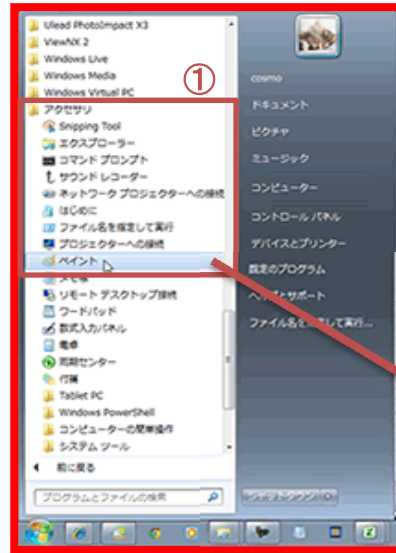 Ulead PhotoImpact X3
ViewNX 2
Windows Live
Windows Media
Windows Virtual PC
①
アクセサリ
Snipping Tool
エクスプローラー
コマンド プロンプト
サウンド レコーダー
ネットワーク プロジェクターへの接続
はじめに
ファイル名を指定して実行
プロジェクターへの接続
ペイント
メモ帳
リモート デスクトップ接続
ワードパッド
数式入力パネル
電卓
同期センター
付箋
Tablet PC
Windows PowerShell
コンピューターの簡単操作
システム ツール
前に戻る
プログラムとファイルの検索
cosmo
ドキュメント
ピクチャ
ミュージック
コンピューター
コントロール パネル
デバイスとプリンター
既定のプログラム
ヘルプとサポート
ファイル名を指定して実行...
シャットダウン